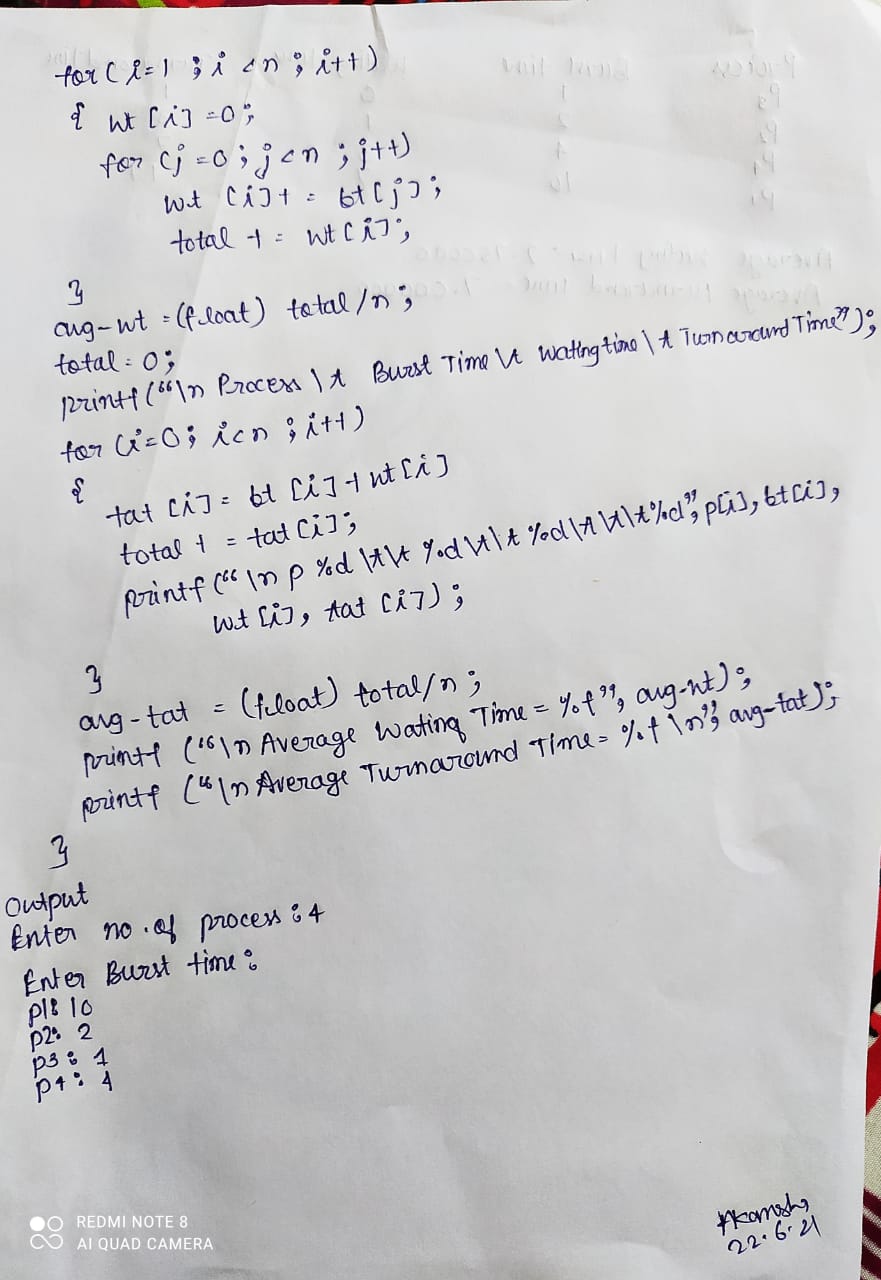 for( i=1 ; i <n ; i++)
{ wt [i] =0;
for (j =0 ; j <n ; j++)
wt [i]+ = bt[j];
total += wt[i];
}
avg-wt = (float) total/n;
total = 0;
printf("\n Process \t Burst Time \t Wating time \t Turnaround Time");
for (i=0; i<n ; i++)
{
tat [i] = bt [i]+wt[i]
total + = tat[i];
printf ("\n p %d \t\t %d \t\t %d \t\t\t%d", p[i], bt[i],
wt [i], tat [i]);
}
avg-tat = (float) total/n;
printf ("\n Average Wating Time = %f", avg-wt);
printf ("\n Average Turnaround Time = %f \n", avg-tat);
}
Output
Enter no. of process : 4
Enter Burst time :
p1: 10
p2: 2
p3 : 1
p4 : 4
22.6.21
REDMI NOTE 8
AI QUAD CAMERA